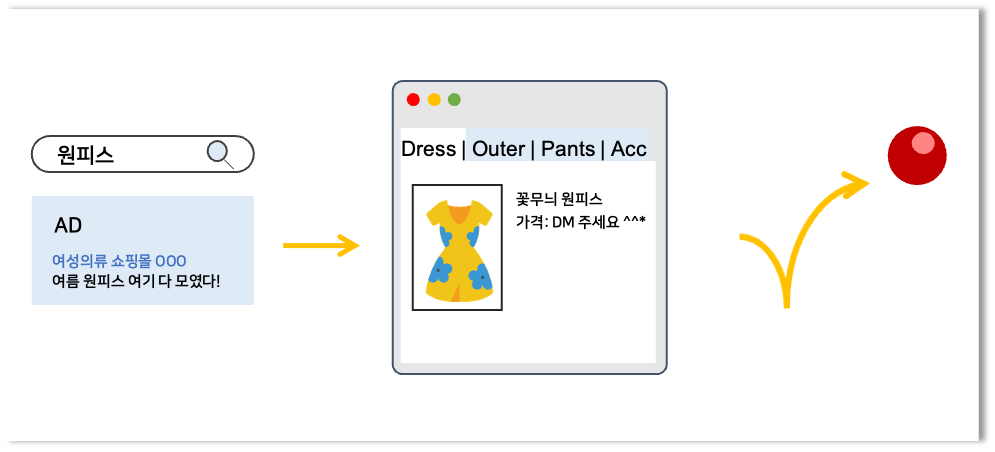 원피스
AD
여성의류 쇼핑몰 OOO
여름 원피스 여기 다 모였다!
Dress | Outer | Pants | Acc
꽃무늬 원피스
가격: DM 주세요 ^^*